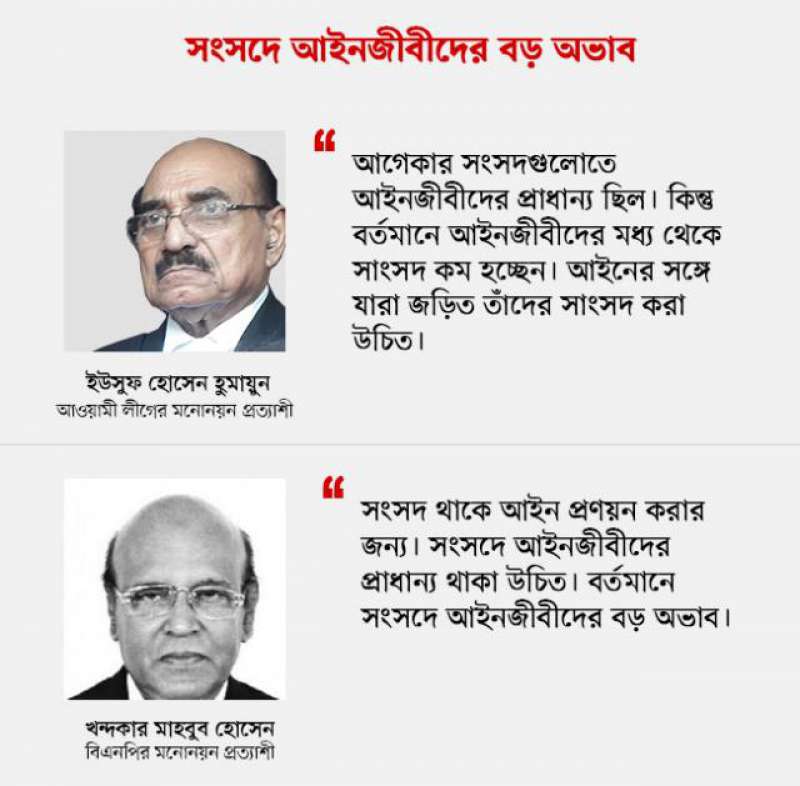 সংসদে আইনজীবীদের বড় অভাব
“
আগেকার সংসদগুলোতে
আইনজীবীদের প্রাধান্য ছিল। কিন্তু
বর্তমানে আইনজীবীদের মধ্য থেকে
সাংসদ কম হচ্ছেন। আইনের সঙ্গে
যারা জড়িত তাঁদের সাংসদ করা
উচিত।
ইউসুফ হোসেন হুমায়ুন
আওয়ামী লীগের মনোনয়ন প্রত্যাশী
“
সংসদ থাকে আইন প্রণয়ন করার
জন্য। সংসদে আইনজীবীদের
প্রাধান্য থাকা উচিত। বর্তমানে
সংসদে আইনজীবীদের বড় অভাব।
খন্দকার মাহবুব হোসেন
বিএনপির মনোনয়ন প্রত্যাশী